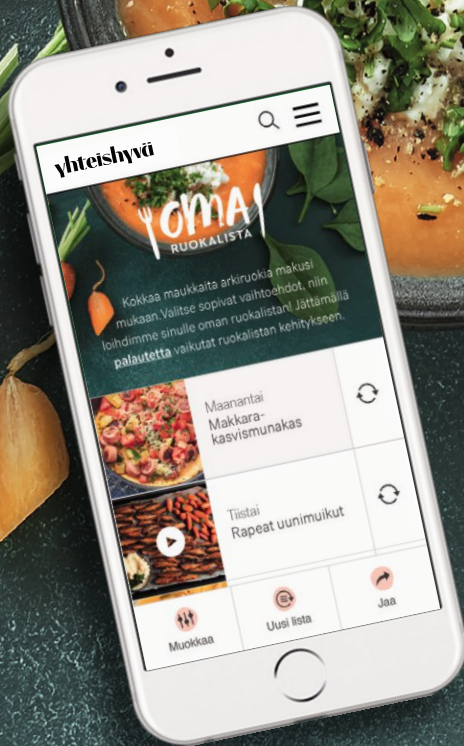 yhteishyvä
OMA
RUOKALISTA
Kokkaa maukkaita arkiruokia makusi
mukaan. Valitse sopivat vaihtoehdot, niin
loihdimme sinulle oman ruokalistan! Jättämällä
palautetta vaikutat ruokalistan kehitykseen.
Maanantai
Makkara-
kasvismunakas
Tiistai
Rapeat uunimuikut
Muokkaa
Uusi lista
Jaa